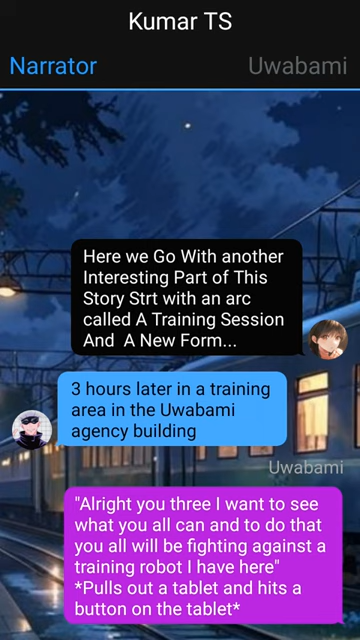 Kumar TS
Narrator
Uwabami
Here we Go With another
Interesting Part of This
Story Strt with an arc
called A Training Session
And  A New Form...
3 hours later in a training
area in the Uwabami
agency building
Uwabami
"Alright you three I want to see
what you all can and to do that
you all will be fighting against a
training robot I have here"
*Pulls out a tablet and hits a
button on the tablet*